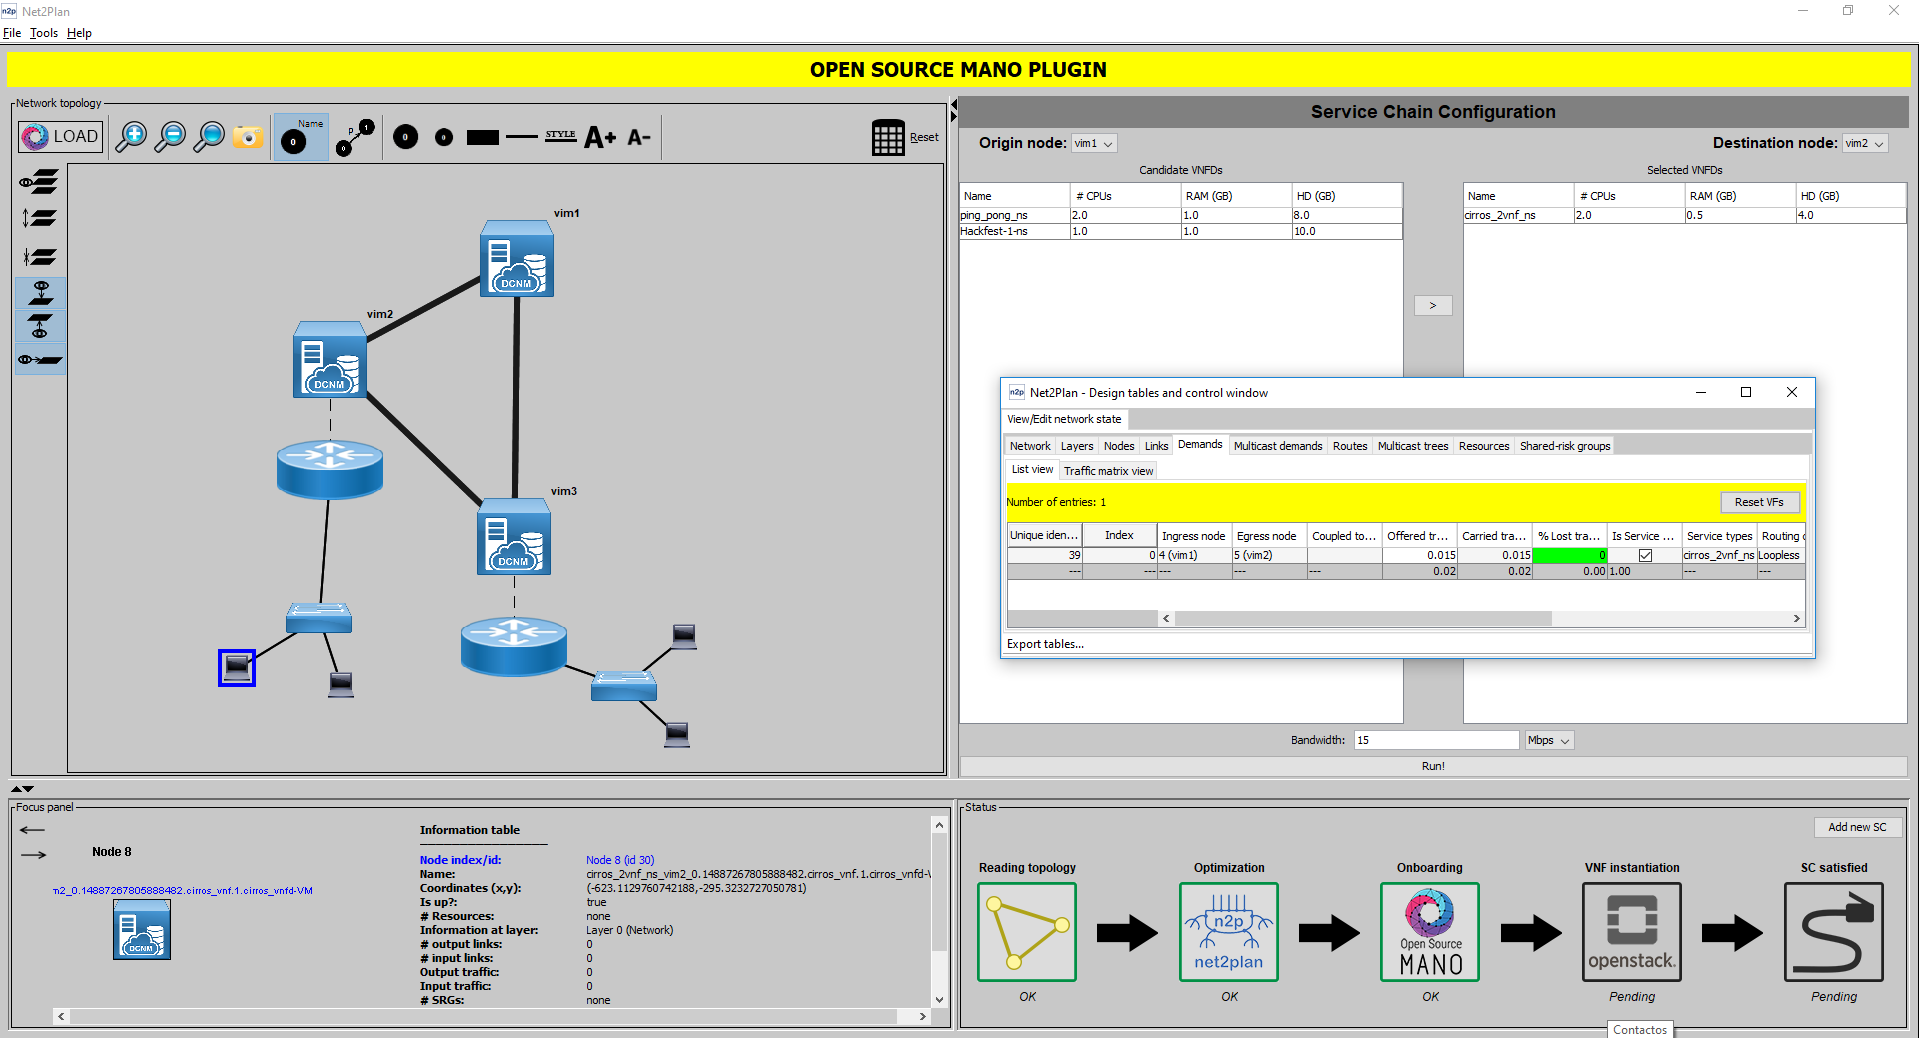 n2p Net2Plan
File Tools Help
OPEN SOURCE MANO PLUGIN
Network topology
LOAD
0 Name
P 1 0
0 0
STYLE
A+ A-
Reset
vim1
DCNM
vim2
DCNM
vim3
DCNM
Service Chain Configuration
Origin node: vim1
Destination node: vim2
Candidate VNFDs
Name # CPUs RAM (GB) HD (GB)
ping_pong_ns 2.0 1.0 8.0
Hackfest-1-ns 1.0 1.0 10.0
>
Selected VNFDs
Name # CPUs RAM (GB) HD (GB)
cirros_2vnf_ns 2.0 0.5 4.0
n2p Net2Plan - Design tables and control window
View/Edit network state
Network Layers Nodes Links Demands Multicast demands Routes Multicast trees Resources Shared-risk groups
List view Traffic matrix view
Number of entries: 1
Reset VFs
Unique iden... Index Ingress node Egress node Coupled to... Offered tr... Carried tra... % Lost tra... Is Service ... Service types Routing c
39 0 4 (vim1) 5 (vim2) 0.015 0.015 0 cirros_2vnf_ns Loopless
--- --- --- --- --- 0.02 0.02 0.00 1.00 --- ---
Export tables...
Bandwidth: 15 Mbps
Run!
Focus panel
Node 8
m2_0.14887267805888482.cirros_vnf.1.cirros_vnfd-VM
DCNM
Information table
Node index/id: Node 8 (id 30)
Name: cirros_2vnf_ns_vim2_0.14887267805888482.cirros_vnf.1.cirros_vnfd-V
Coordinates (x,y): (-623.1129760742188,-295.3232727050781)
Is up?: true
# Resources: none
Information at layer: Layer 0 (Network)
# output links: 0
# input links: 0
Output traffic: 0
Input traffic: 0
# SRGs: none
Status
Add new SC
Reading topology
OK
Optimization
n2p
net2plan
OK
Onboarding
Open Source
MANO
OK
VNF instantiation
openstack.
Pending
SC satisfied
Pending
Contactos